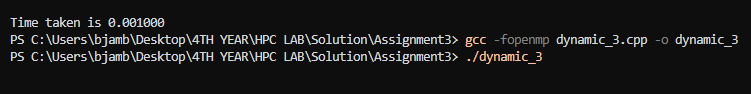 Time taken is 0.001000
PS C:\Users\bjamb\Desktop\4TH YEAR\HPC LAB\Solution\Assignment3> gcc -fopenmp dynamic_3.cpp -o dynamic_3
PS C:\Users\bjamb\Desktop\4TH YEAR\HPC LAB\Solution\Assignment3> ./dynamic_3